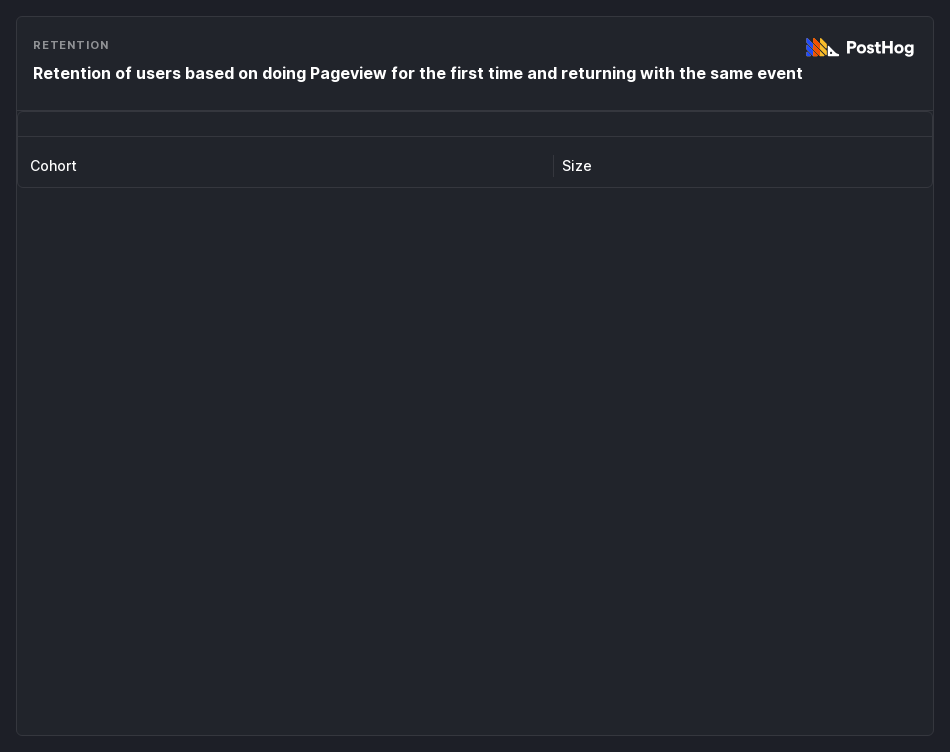 RETENTION
PostHog
Retention of users based on doing Pageview for the first time and returning with the same event
Cohort
Size